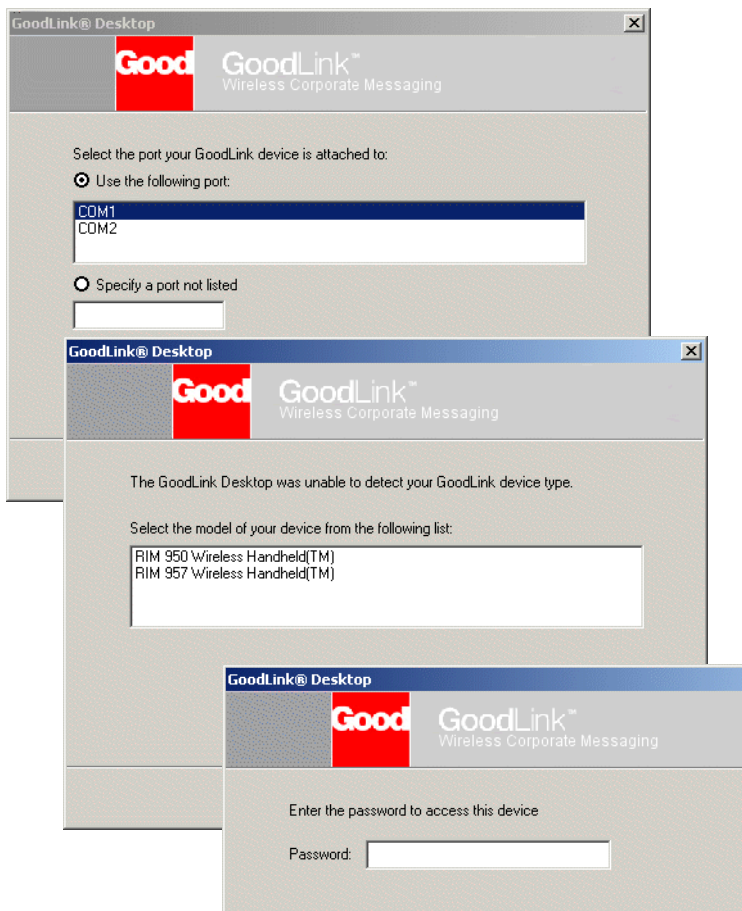 GoodLink® Desktop
Good GoodLink™
Wireless Corporate Messaging
Select the port your GoodLink device is attached to:
Use the following port:
COM1
COM2
Specify a port not listed
GoodLink® Desktop
Good GoodLink™
Wireless Corporate Messaging
The GoodLink Desktop was unable to detect your GoodLink device type.
Select the model of your device from the following list:
RIM 950 Wireless Handheld(TM)
RIM 957 Wireless Handheld(TM)
GoodLink® Desktop
Good GoodLink™
Wireless Corporate Messaging
Enter the password to access this device
Password: